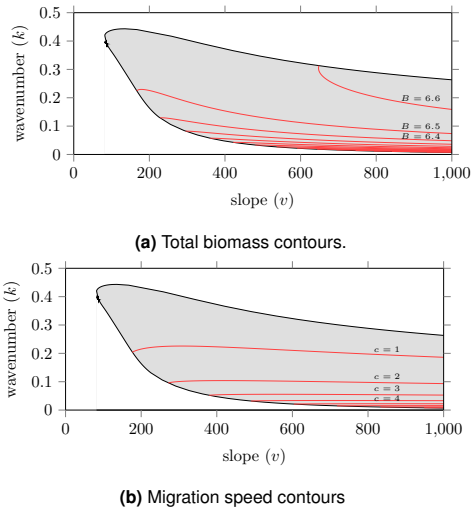 0.5
0.4
0.3
0.2
0.1
0
wavenumber (k)
B = 6.6
B = 6.5
B = 6.4
0 200 400 600 800 1,000
slope (v)
(a) Total biomass contours.
0.5
0.4
0.3
0.2
0.1
0
wavenumber (k)
c = 1
c = 2
c = 3
c = 4
0 200 400 600 800 1,000
slope (v)
(b) Migration speed contours